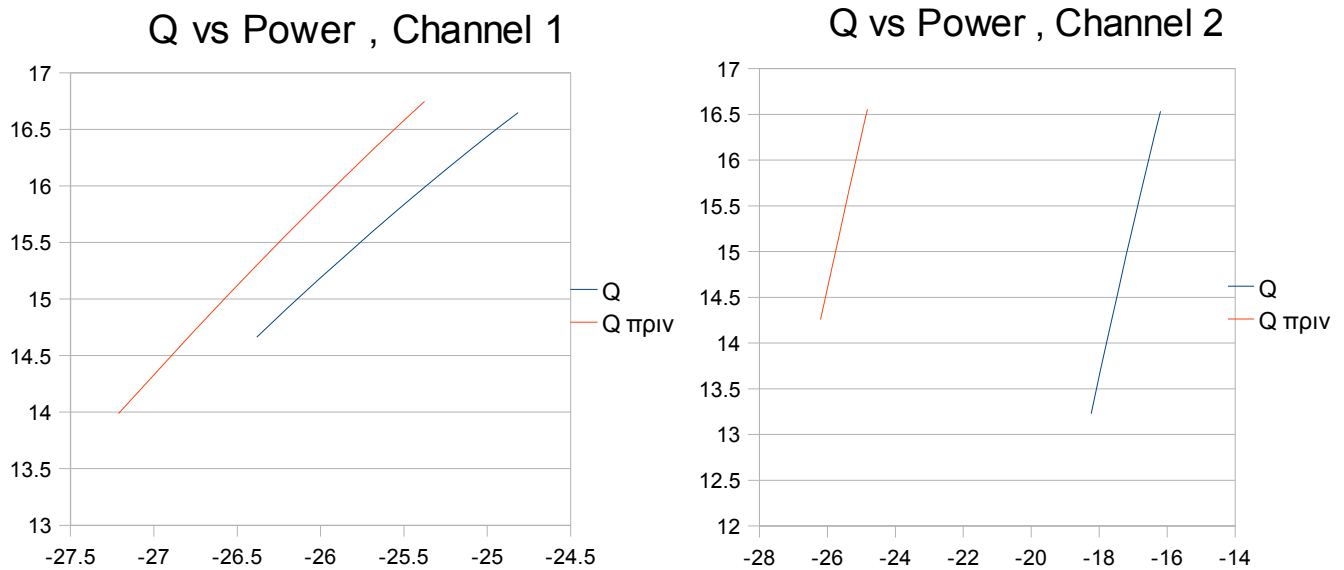 Q vs Power , Channel 1
17
16.5
16
15.5
15
14.5
14
13.5
13
-27.5 -27 -26.5 -26 -25.5 -25 -24.5
Q
Q πριν
Q vs Power , Channel 2
17
16.5
16
15.5
15
14.5
14
13.5
13
12.5
12
-28 -26 -24 -22 -20 -18 -16 -14
Q
Q πριν